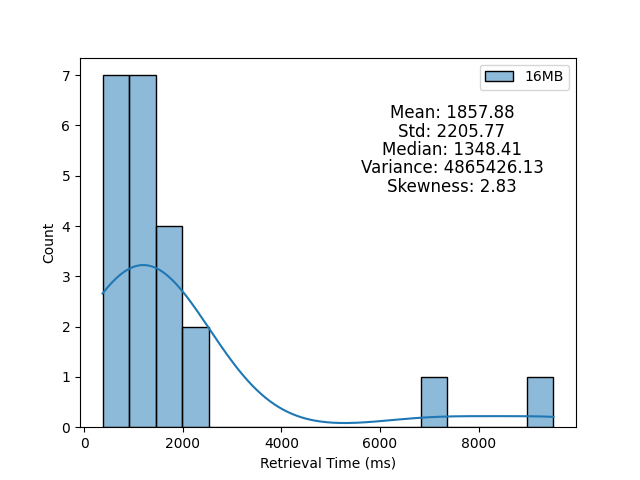 16MB
Mean: 1857.88
Std: 2205.77
Median: 1348.41
Variance: 4865426.13
Skewness: 2.83
7
6
5
4
3
2
1
0
Count
0 2000 4000 6000 8000
Retrieval Time (ms)